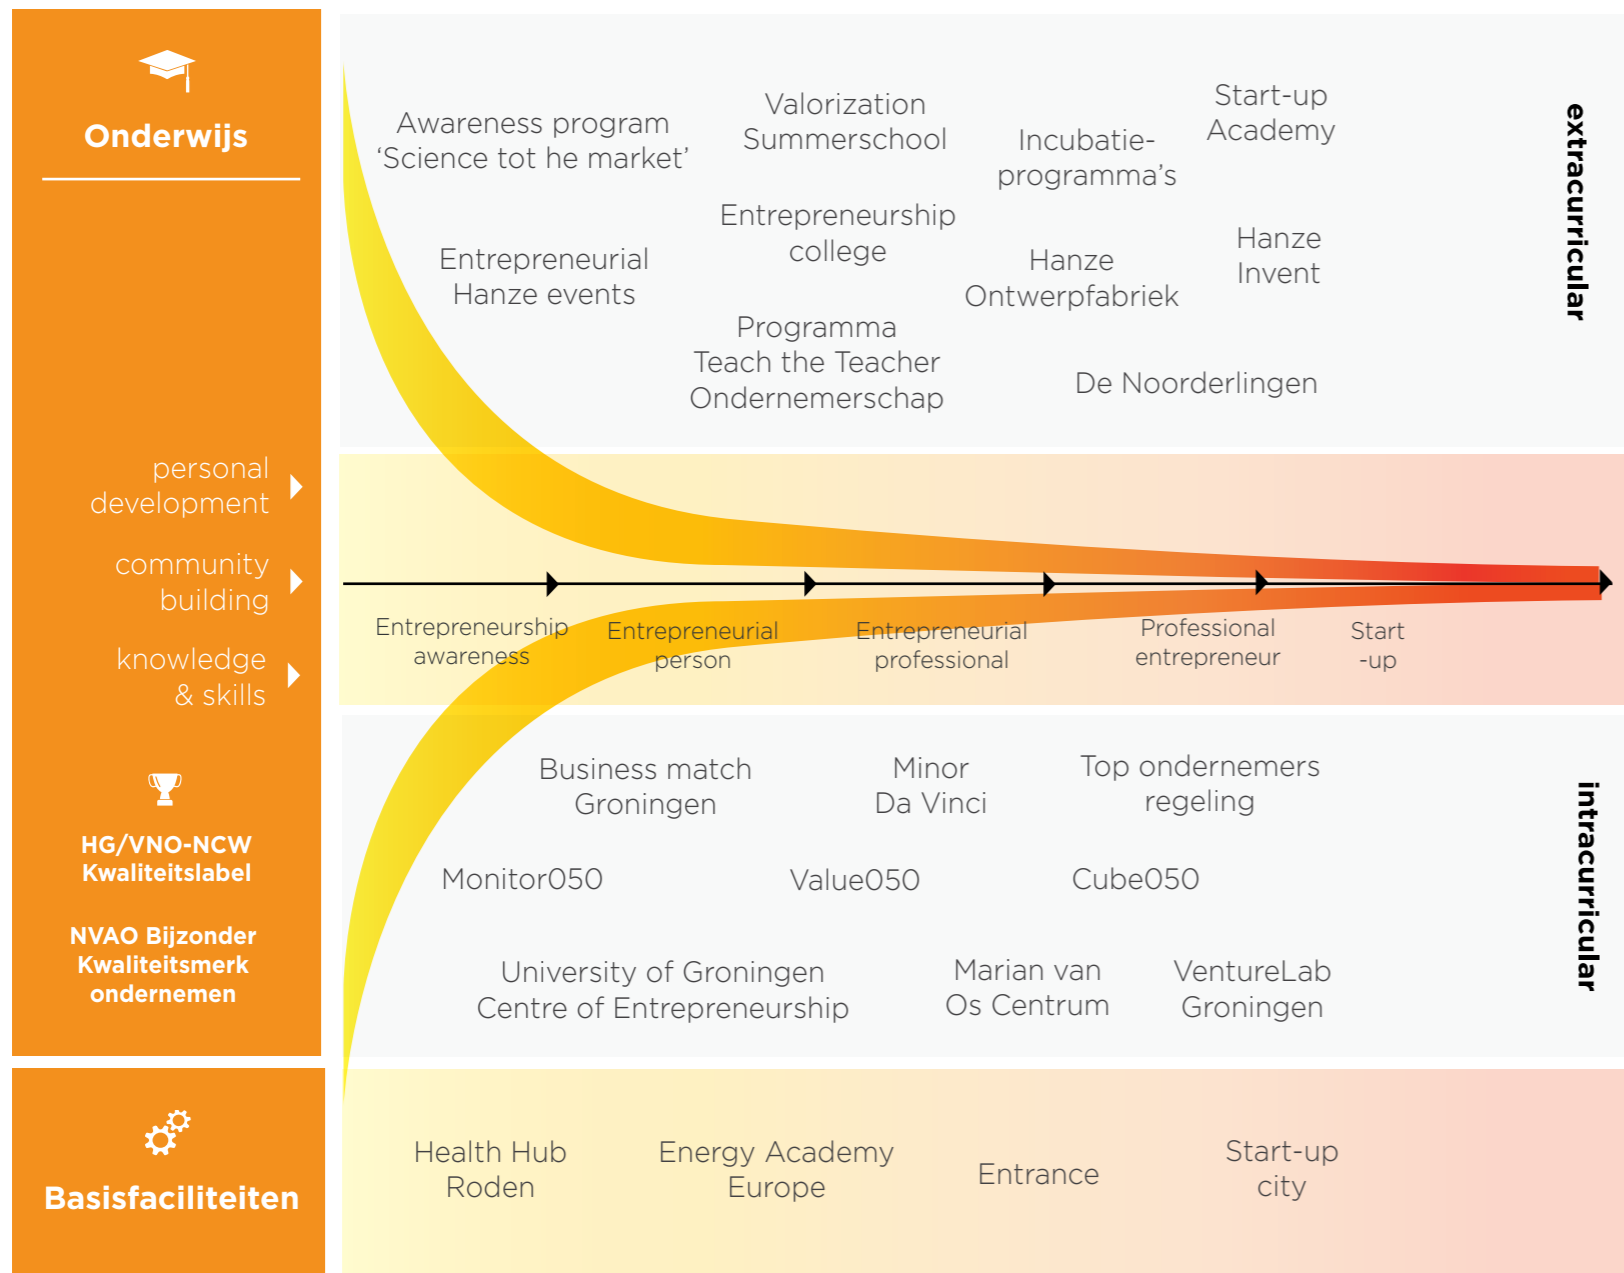 Onderwijs
personal
development
community
building
knowledge
& skills
HG/VNO-NCW
Kwaliteitslabel
NVAO Bijzonder
Kwaliteitsmerk
ondernemen
Awareness program
‘Science tot he market’
Valorization
Summerschool
Incubatie-
programma’s
Start-up
Academy
Entrepreneurial
Hanze events
Entrepreneurship
college
Hanze
Ontwerpfabriek
Hanze
Invent
Programma
Teach the Teacher
Ondernemerschap
De Noorderlingen
extracurricular
Entrepreneurship
awareness
Entrepreneurial
person
Entrepreneurial
professional
Professional
entrepreneur
Start
-up
Business match
Groningen
Minor
Da Vinci
Top ondernemers
regeling
Monitor050
Value050
Cube050
University of Groningen
Centre of Entrepreneurship
Marian van
Os Centrum
VentureLab
Groningen
intracurricular
Basisfaciliteiten
Health Hub
Roden
Energy Academy
Europe
Entrance
Start-up
city